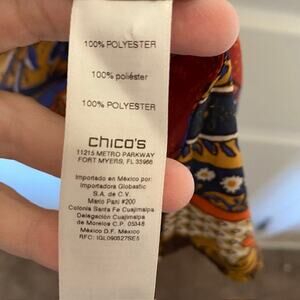 100% POLYESTER
100% poliéster
100% POLYESTER
chico's
11215 METRO PARKWAY
FORT MYERS, FL 33966
Importado en México por:
Importadora Globastic
S.A. de C.V.
Mario Pani #200
Colonia Santa Fe Cuajimalpa
Delegación Cuajimalpa
de Morelos C.P. 05348
México D.F. México
RFC: IGL090527SE5